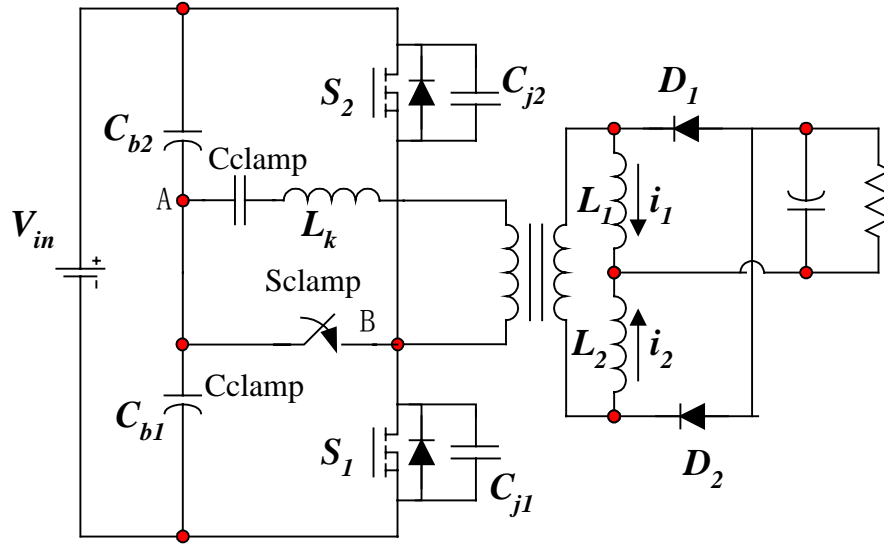 S2
Cj2
D1
Cb2
Cclamp
A
L1
i1
Vin
+
-
Lk
Sclamp
B
L2
i2
Cclamp
Cb1
S1
Cj1
D2